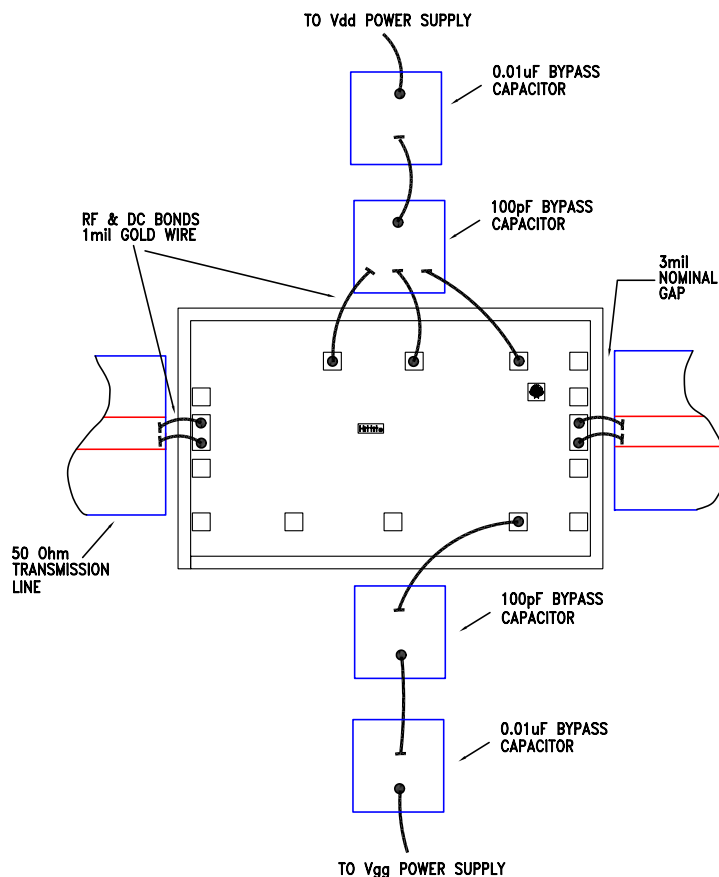 TO Vdd POWER SUPPLY
0.01uF BYPASS
CAPACITOR
100pF BYPASS
CAPACITOR
RF & DC BONDS
1mil GOLD WIRE
3mil
NOMINAL
GAP
Hittite
50 Ohm
TRANSMISSION
LINE
100pF BYPASS
CAPACITOR
0.01uF BYPASS
CAPACITOR
TO Vgg POWER SUPPLY